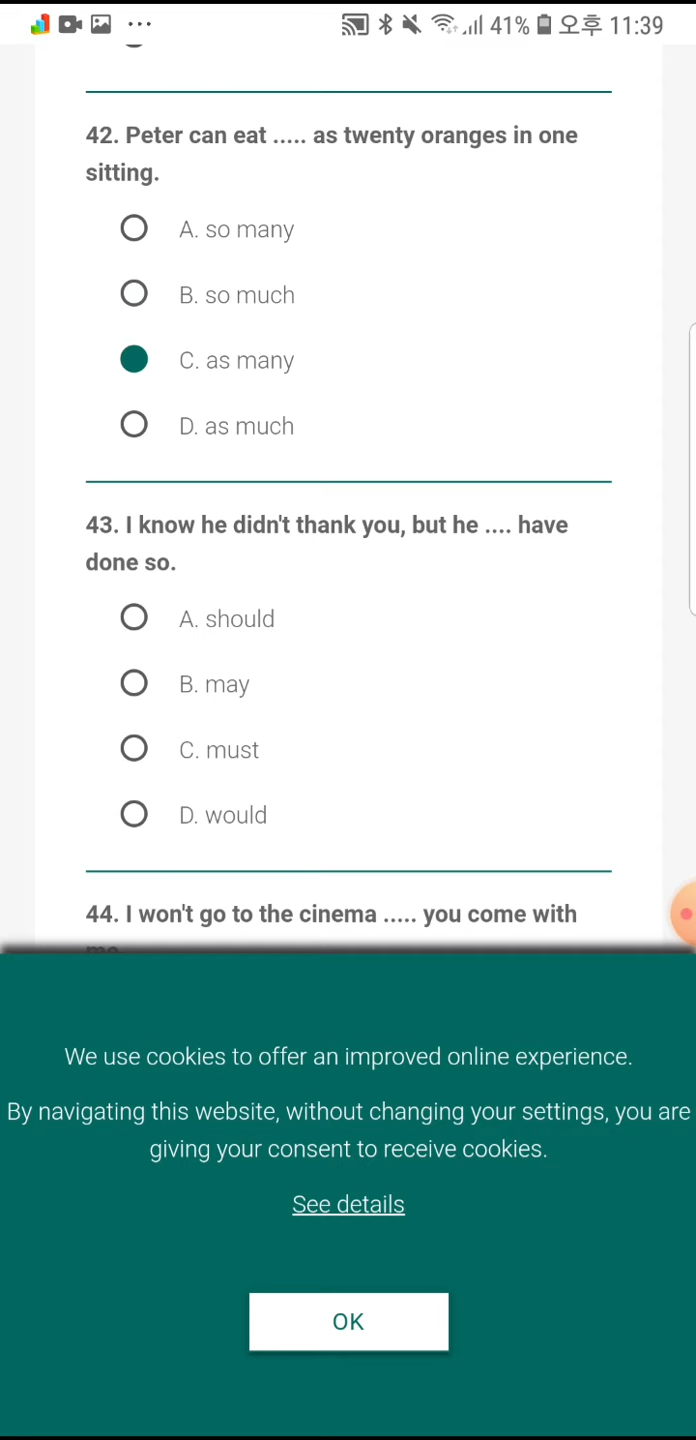 41% 오후 11:39
42. Peter can eat ..... as twenty oranges in one
sitting.
A. so many
B. so much
C. as many
D. as much
43. I know he didn't thank you, but he .... have
done so.
A. should
B. may
C. must
D. would
44. I won't go to the cinema ..... you come with
We use cookies to offer an improved online experience.
By navigating this website, without changing your settings, you are
giving your consent to receive cookies.
See details
OK